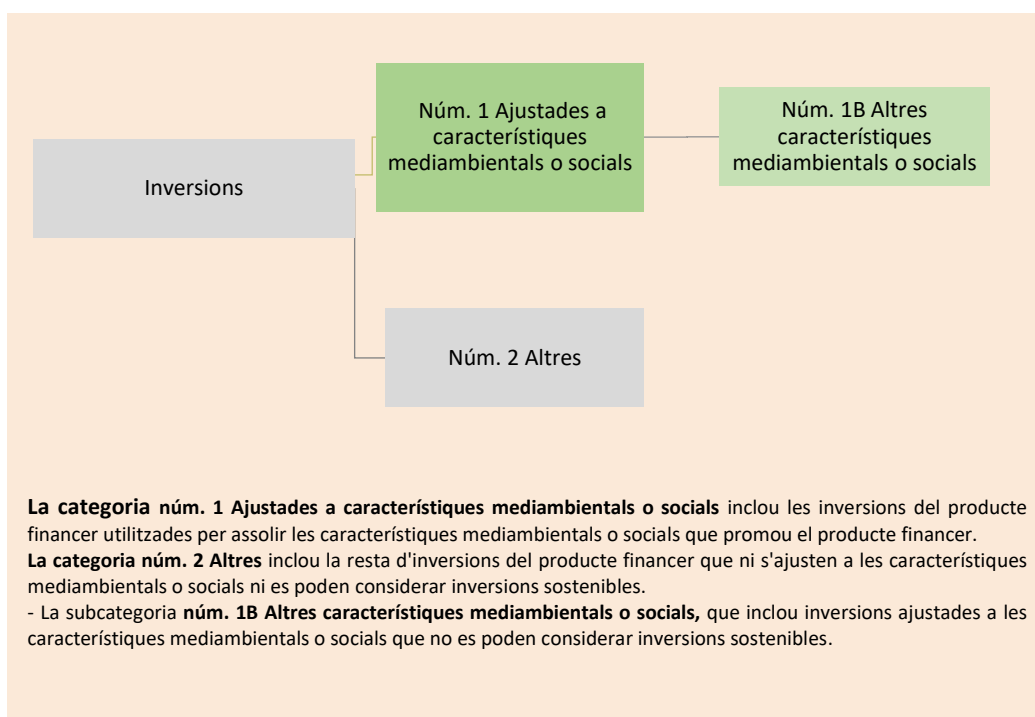 Núm. 1 Ajustades a
característiques
mediambientals o socials
Núm. 1B Altres
característiques
mediambientals o socials
Inversions
Núm. 2 Altres
La categoria núm. 1 Ajustades a característiques mediambientals o socials inclou les inversions del producte
financer utilitzades per assolir les característiques mediambientals o socials que promou el producte financer.
La categoria núm. 2 Altres inclou la resta d'inversions del producte financer que ni s'ajusten a les característiques
mediambientals o socials ni es poden considerar inversions sostenibles.
- La subcategoria núm. 1B Altres característiques mediambientals o socials, que inclou inversions ajustades a les
característiques mediambientals o socials que no es poden considerar inversions sostenibles.